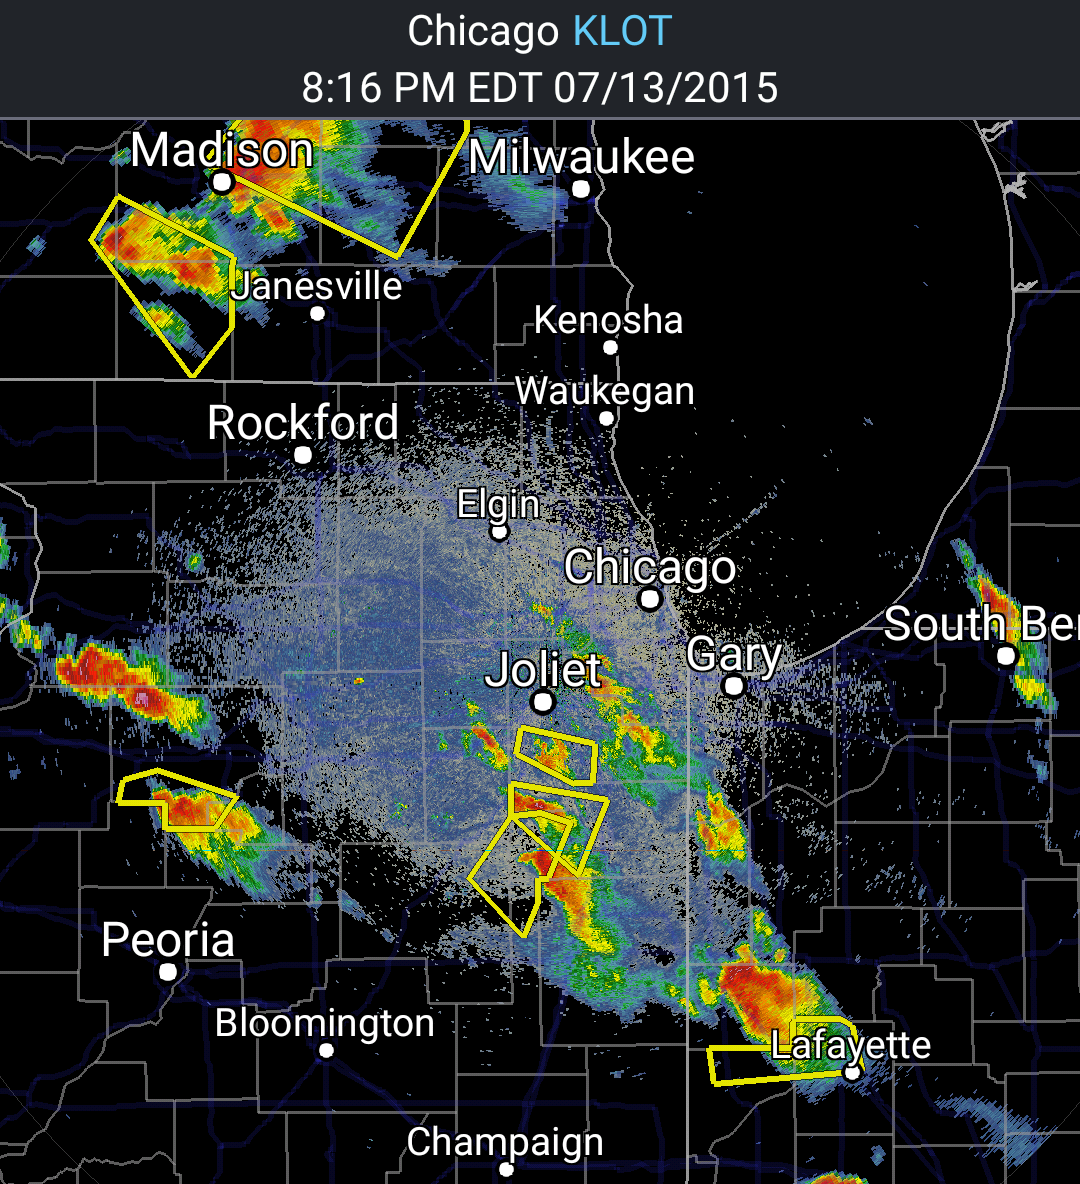 Chicago KLOT
8:16 PM EDT 07/13/2015
Madison
Milwaukee
Janesville
Kenosha
Waukegan
Rockford
Elgin
Chicago
South Be
Gary
Joliet
Peoria
Bloomington
Lafayette
Champaign